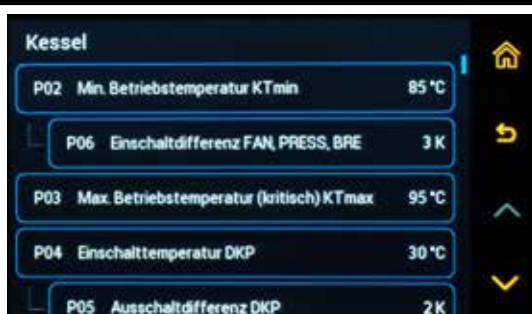 Kessel
P02 Min. Betriebstemperatur KTmin 85 °C
P06 Einschaltdifferenz FAN, PRESS, BRE 3 K
P03 Max. Betriebstemperatur (kritisch) KTmax 95 °C
P04 Einschalttemperatur DKP 30 °C
P05 Ausschaltdifferenz DKP 2 K